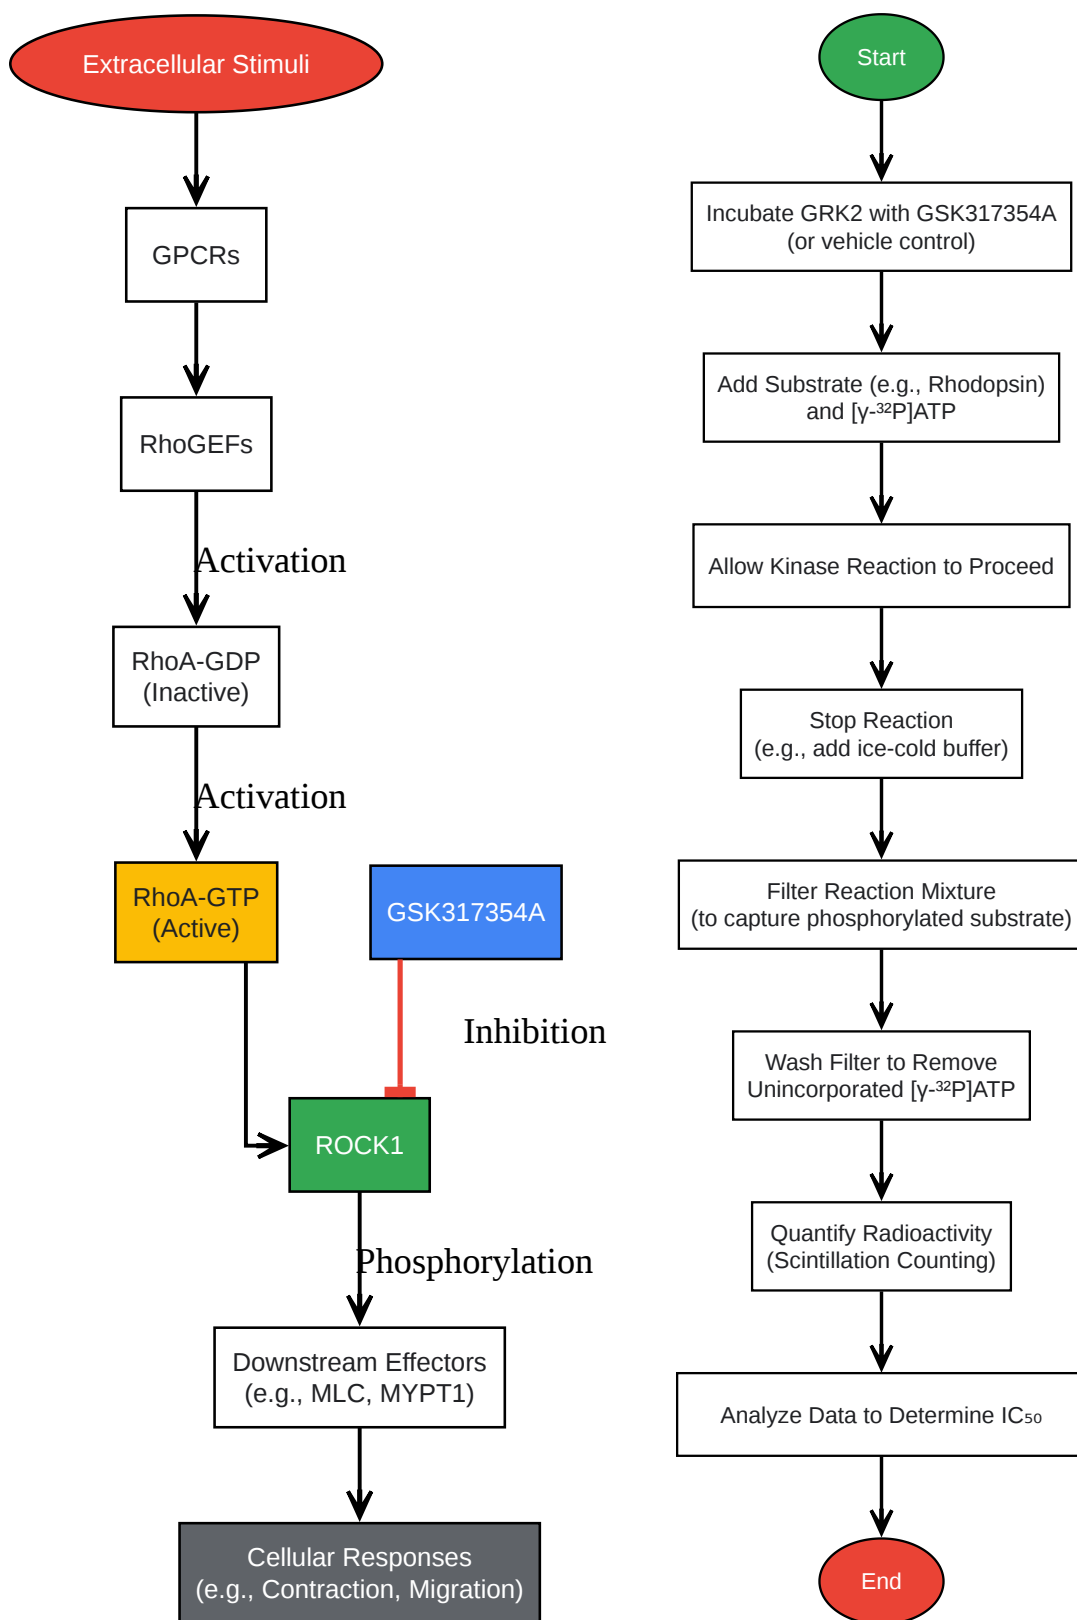 Extracellular Stimuli
GPCRs
RhoGEFs
Activation
RhoA-GDP
(Inactive)
Activation
RhoA-GTP
(Active)
GSK317354A
Inhibition
ROCK1
Phosphorylation
Downstream Effectors
(e.g., MLC, MYPT1)
Cellular Responses
(e.g., Contraction, Migration)
Start
Incubate GRK2 with GSK317354A
(or vehicle control)
Add Substrate (e.g., Rhodopsin)
and [γ-³²P]ATP
Allow Kinase Reaction to Proceed
Stop Reaction
(e.g., add ice-cold buffer)
Filter Reaction Mixture
(to capture phosphorylated substrate)
Wash Filter to Remove
Unincorporated [γ-³²P]ATP
Quantify Radioactivity
(Scintillation Counting)
Analyze Data to Determine IC₅₀
End